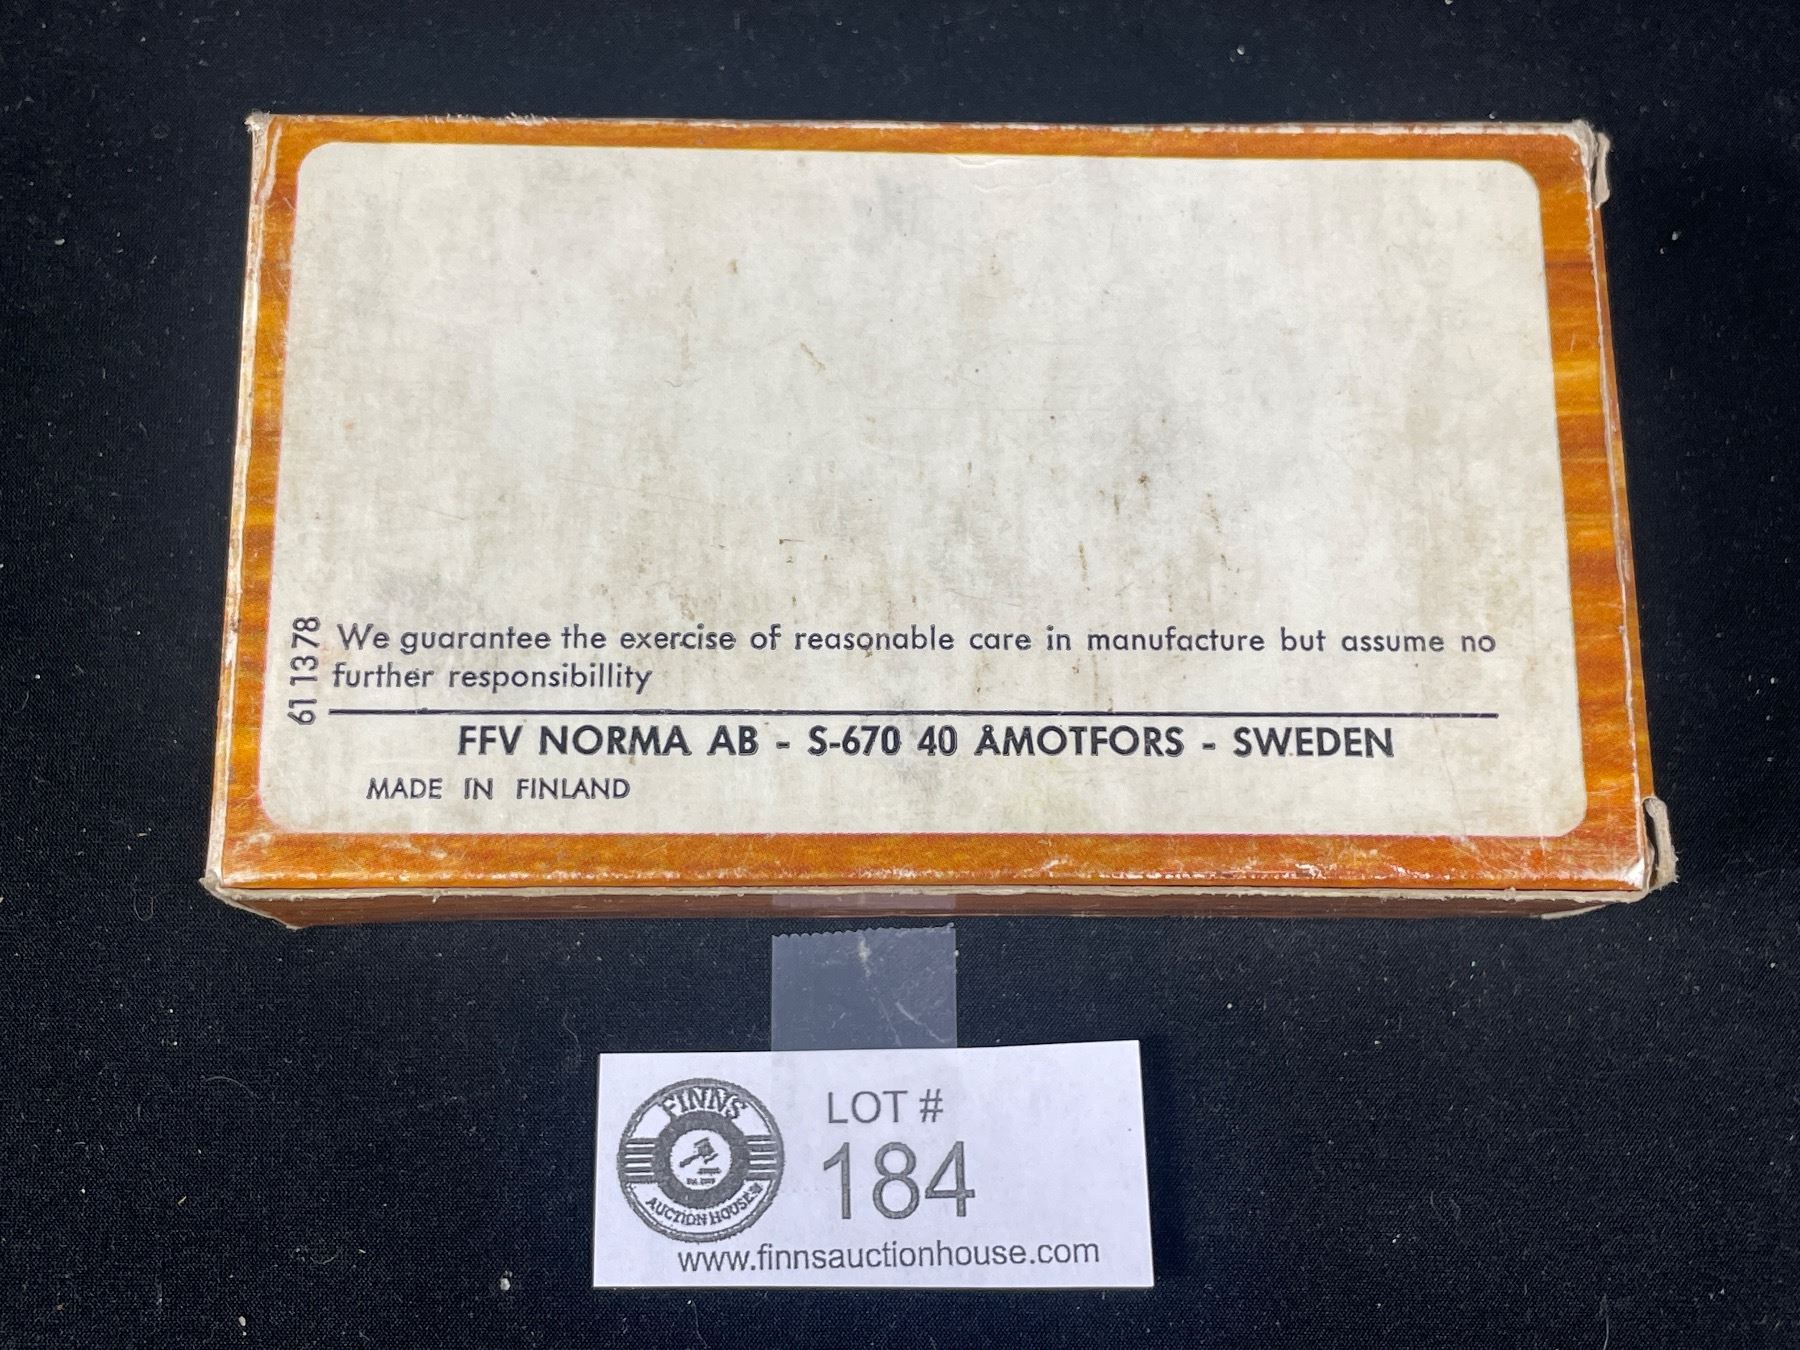 61 13 78
We guarantee the exercise of reasonable care in manufacture but assume no
further responsibillity
FFV NORMA AB - S-670 40 ÅMOTFORS - SWEDEN
MADE IN FINLAND
FINNS
AUCTION HOUSE
LOT #
184
www.finnsauctionhouse.com